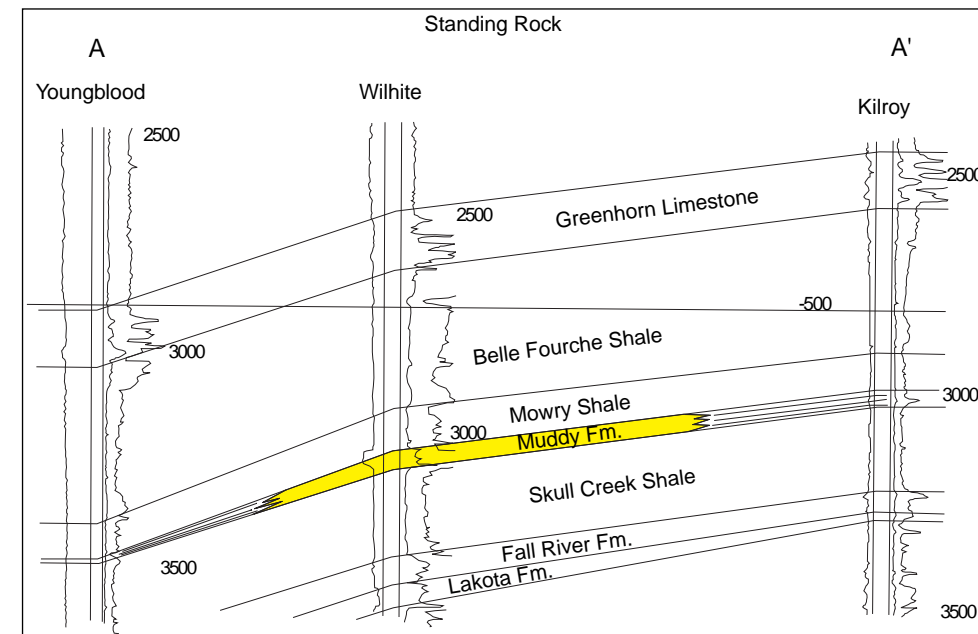 Standing Rock
A
A'
Youngblood
Wilhite
Kilroy
2500
2500
2500
Greenhorn Limestone
-500
3000
Belle Fourche Shale
Mowry Shale
3000
3000
Muddy Fm.
Skull Creek Shale
3500
Fall River Fm.
Lakota Fm.
3500